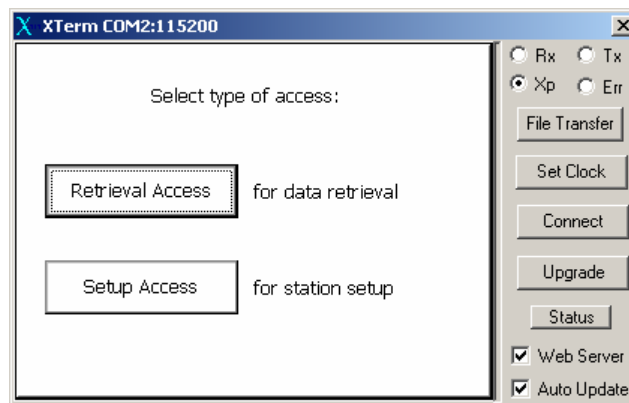 XTerm COM2:115200
Select type of access:
Retrieval Access for data retrieval
Setup Access for station setup
Rx Tx
Xp Err
File Transfer
Set Clock
Connect
Upgrade
Status
Web Server
Auto Update